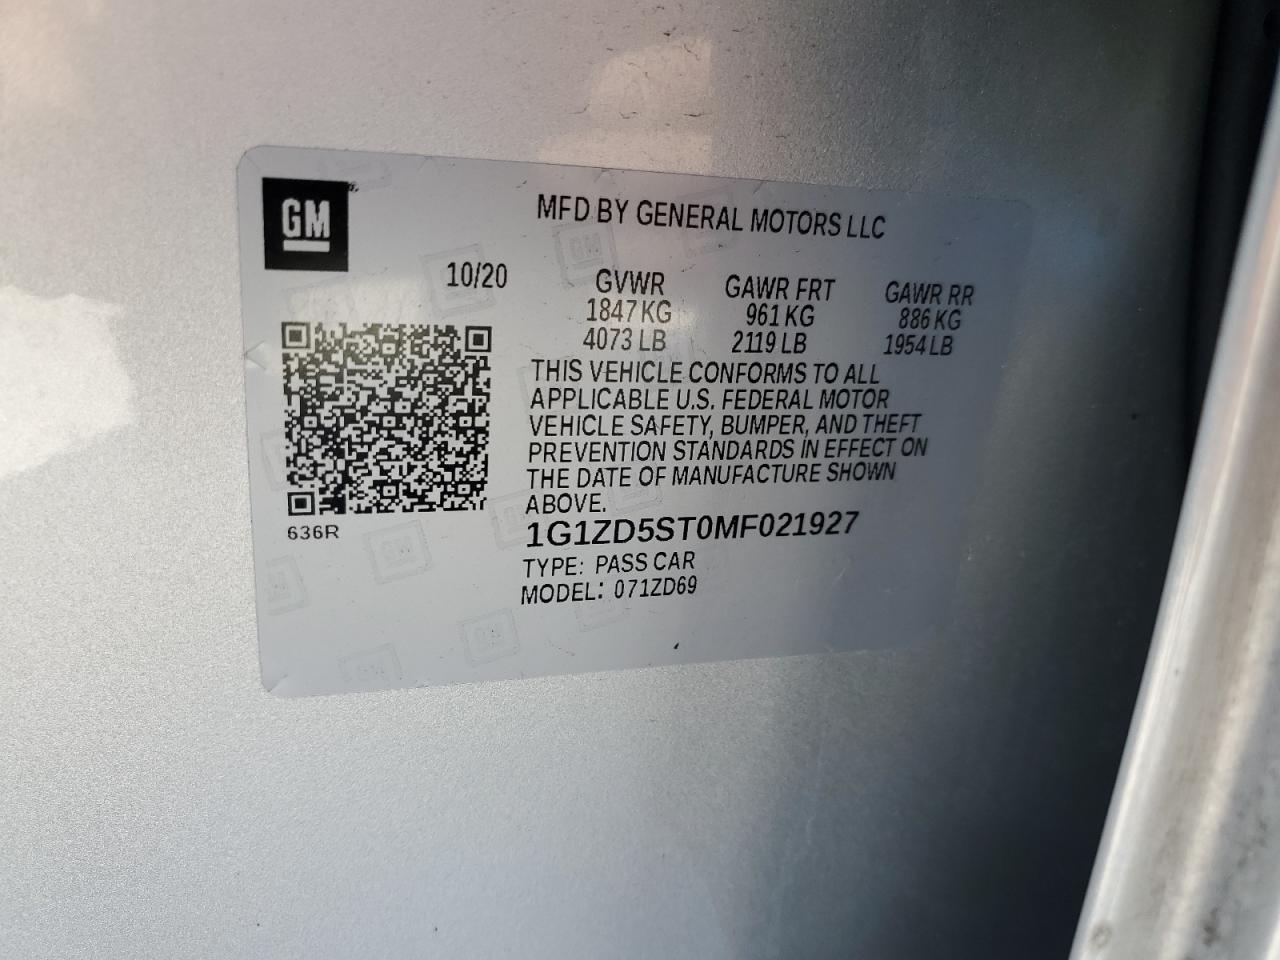 GM
MFD BY GENERAL MOTORS LLC
10/20 GVWR GAWR FRT GAWR RR
1847 KG 961 KG 886 KG
4073 LB 2119 LB 1954 LB
THIS VEHICLE CONFORMS TO ALL
APPLICABLE U.S. FEDERAL MOTOR
VEHICLE SAFETY, BUMPER, AND THEFT
PREVENTION STANDARDS IN EFFECT ON
THE DATE OF MANUFACTURE SHOWN
ABOVE.
636R
1G1ZD5ST0MF021927
TYPE: PASS CAR
MODEL: 071ZD69